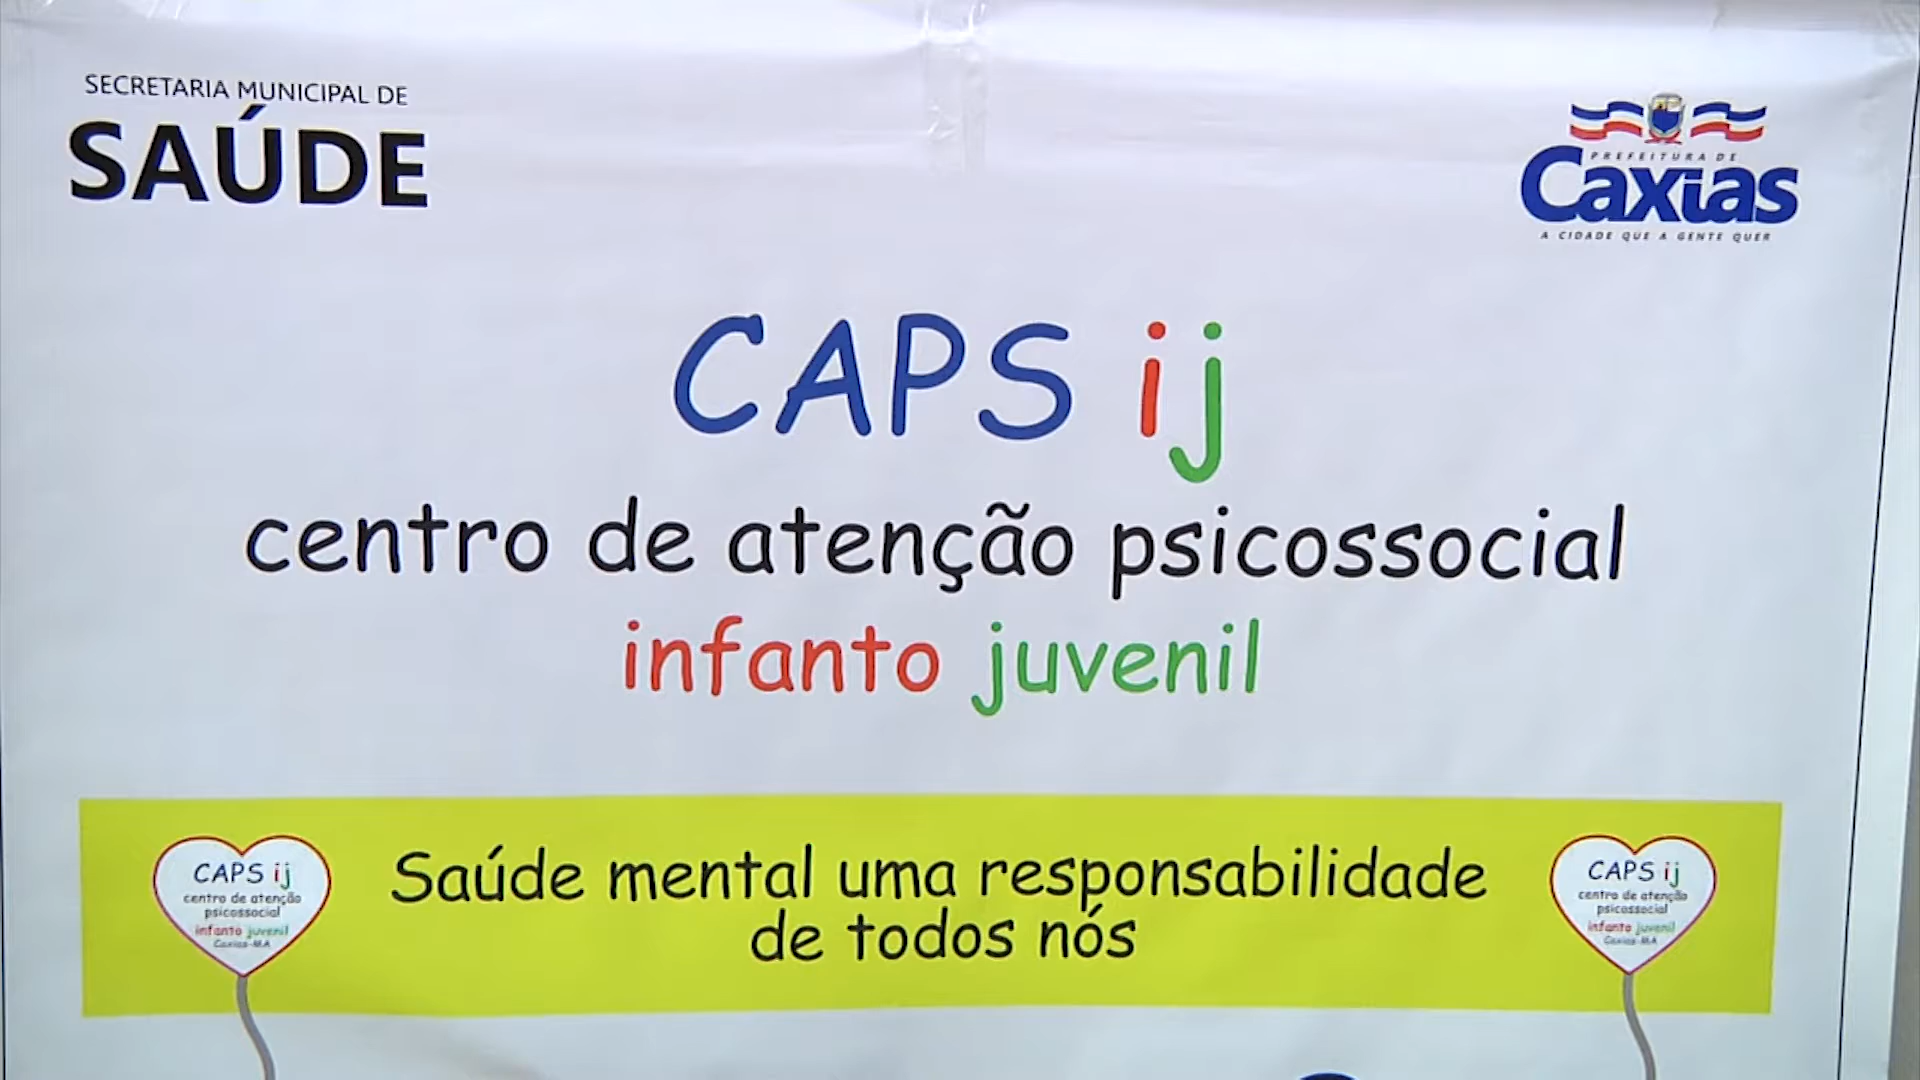 SECRETARIA MUNICIPAL DE
SAÚDE
PREFEITURA DE
Caxias
A CIDADE QUE A GENTE QUER
CAPS ij
centro de atenção psicossocial
infanto juvenil
Saúde mental uma responsabilidade
de todos nós
CAPS ij
centro de atenção
psicossocial
infanto juvenil
Caxias-MA
CAPS ij
centro de atenção
psicossocial
infanto juvenil
Caxias-MA